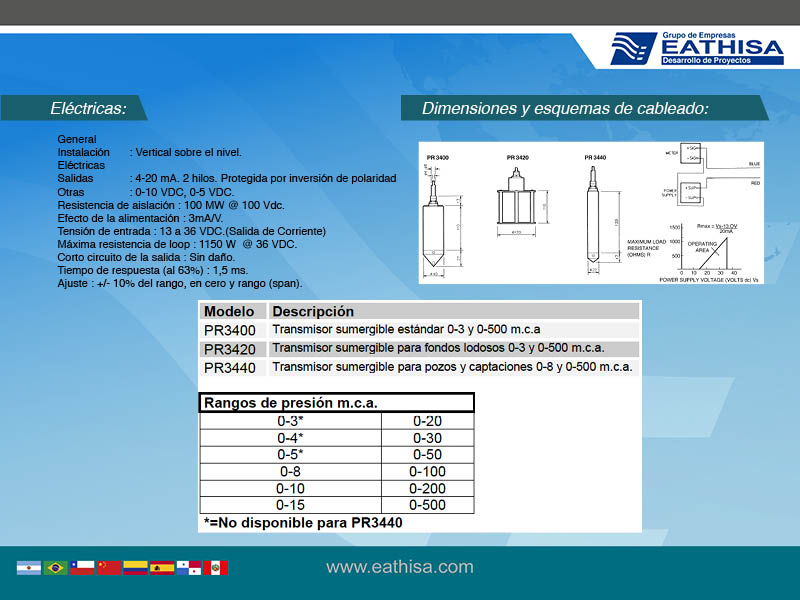 Grupo de Empresas
EATHISA
Desarrollo de Proyectos
Eléctricas:
General
Instalación : Vertical sobre el nivel.
Eléctricas
Salidas : 4-20 mA. 2 hilos. Protegida por inversión de polaridad
Otras : 0-10 VDC, 0-5 VDC.
Resistencia de aislación : 100 MW @ 100 Vdc.
Efecto de la alimentación : 3mA/V.
Tensión de entrada : 13 a 36 VDC.(Salida de Corriente)
Máxima resistencia de loop : 1150 W @ 36 VDC.
Corto circuito de la salida : Sin daño.
Tiempo de respuesta (al 63%) : 1,5 ms.
Ajuste : +/- 10% del rango, en cero y rango (span).
Dimensiones y esquemas de cableado:
PR 3400
PR 3420
PR 3440
METER
+ SIG
- SIG
BLUE
RED
POWER
SUPPLY
+ SUP
- SUP
MAXIMUM LOAD
RESISTANCE
(OHMS) R
1500
1000
500
Rmax = Vs-13 OV
20mA
OPERATING
AREA
0 10 20 30 40
POWER SUPPLY VOLTAGE (VOLTS dc) Vs
Modelo Descripción
PR3400 Transmisor sumergible estándar 0-3 y 0-500 m.c.a
PR3420 Transmisor sumergible para fondos lodosos 0-3 y 0-500 m.c.a.
PR3440 Transmisor sumergible para pozos y captaciones 0-8 y 0-500 m.c.a.
Rangos de presión m.c.a.
0-3* 0-20
0-4* 0-30
0-5* 0-50
0-8 0-100
0-10 0-200
0-15 0-500
*=No disponible para PR3440
www.eathisa.com